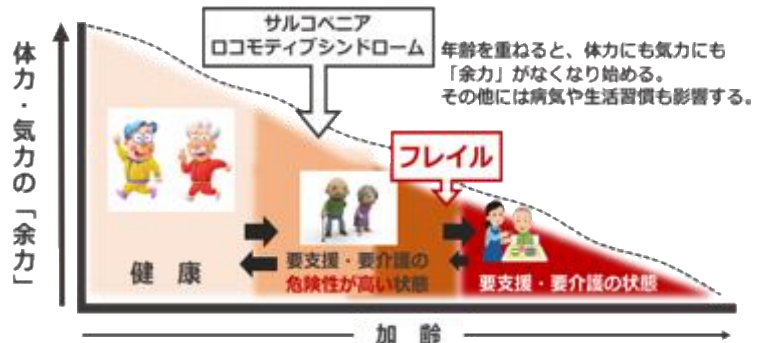 サルコペニア
ロコモティブシンドローム
年齢を重ねると、体力にも気力にも
「余力」がなくなり始める。
その他には病気や生活習慣も影響する。
体力・気力の「余力」
フレイル
健 康
要支援・要介護の
危険性が高い状態
要支援・要介護の状態
加 齢